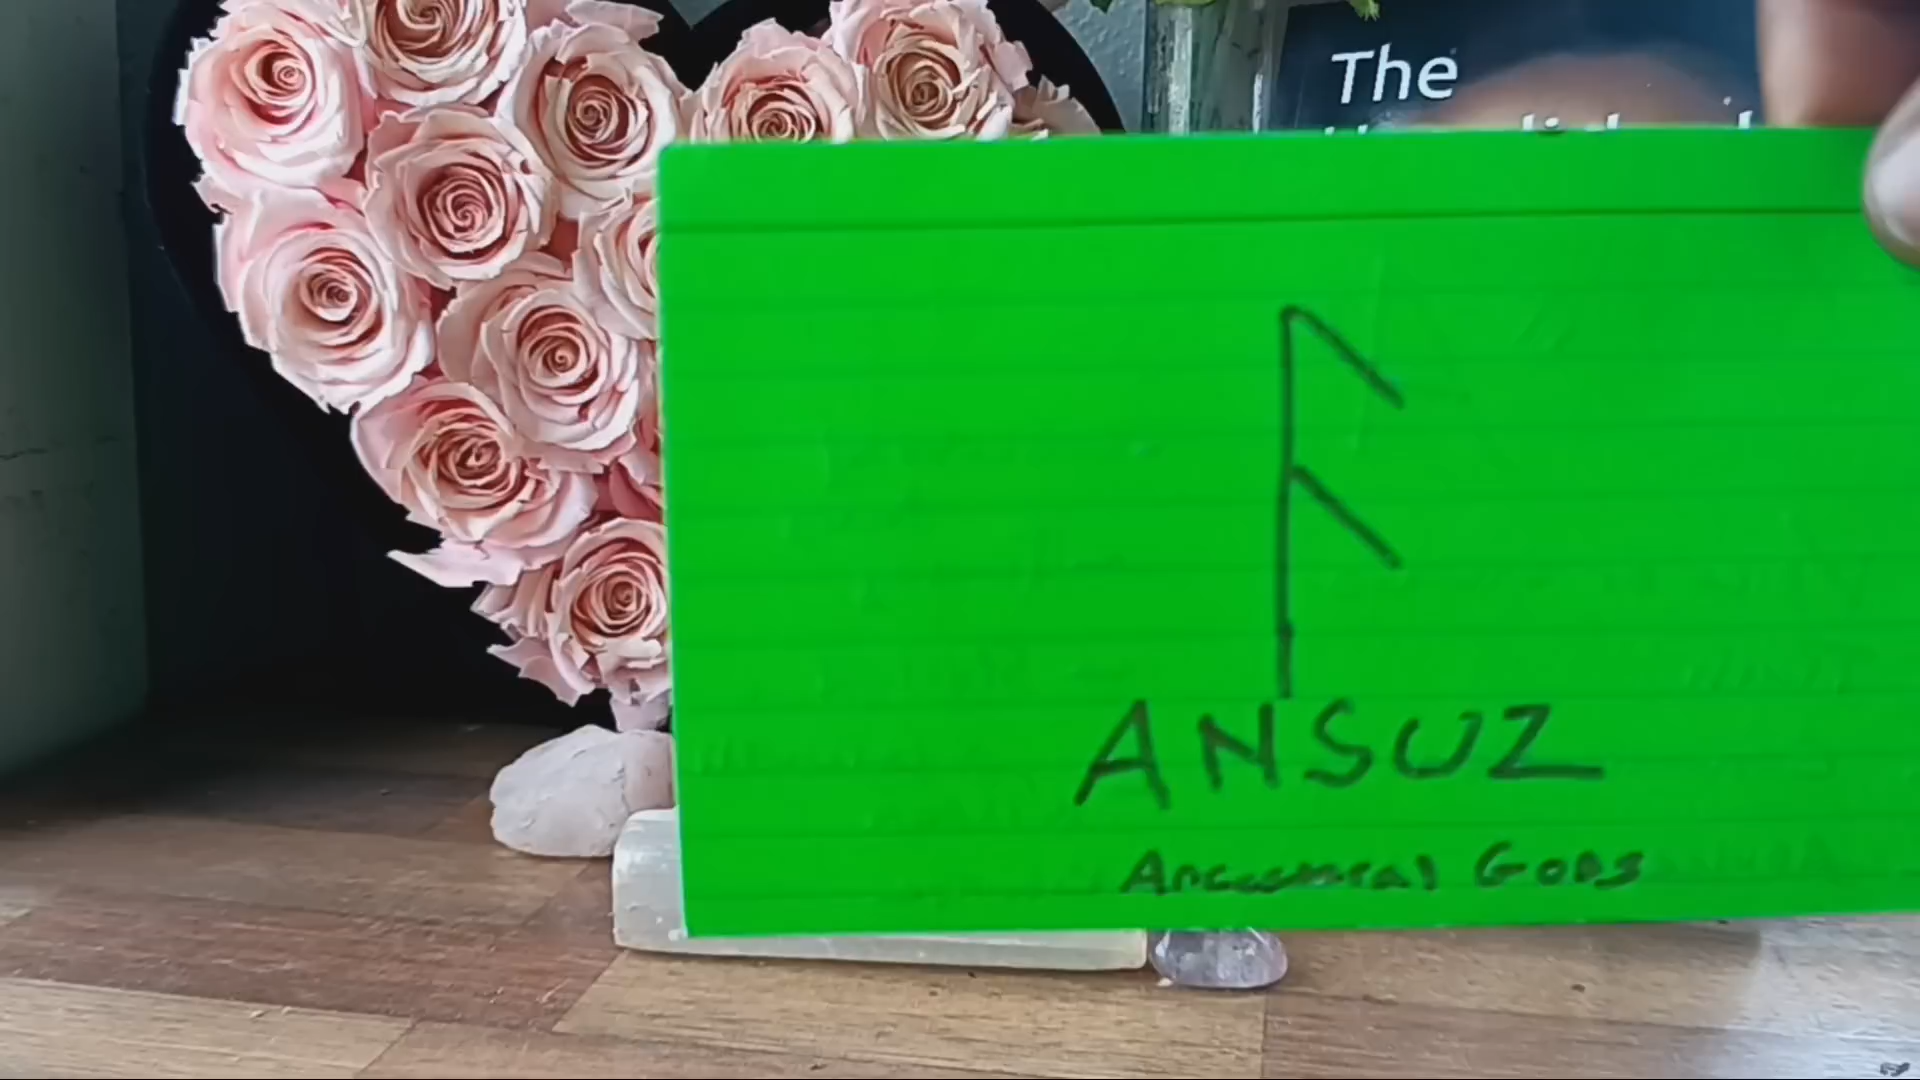 The
ᚨ
ANSUZ
Ancestral Gods